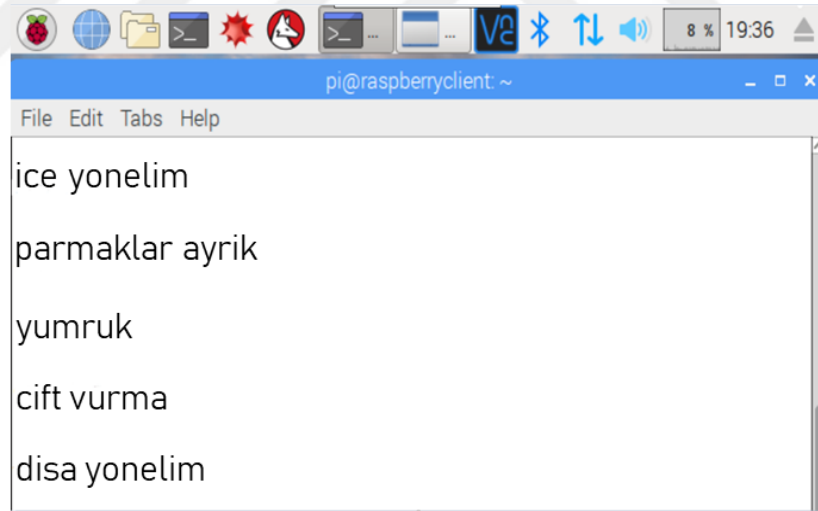 8 % 19:36
pi@raspberryclient: ~
File Edit Tabs Help
ice yonelim
parmaklar ayrik
yumruk
cift vurma
disa yonelim